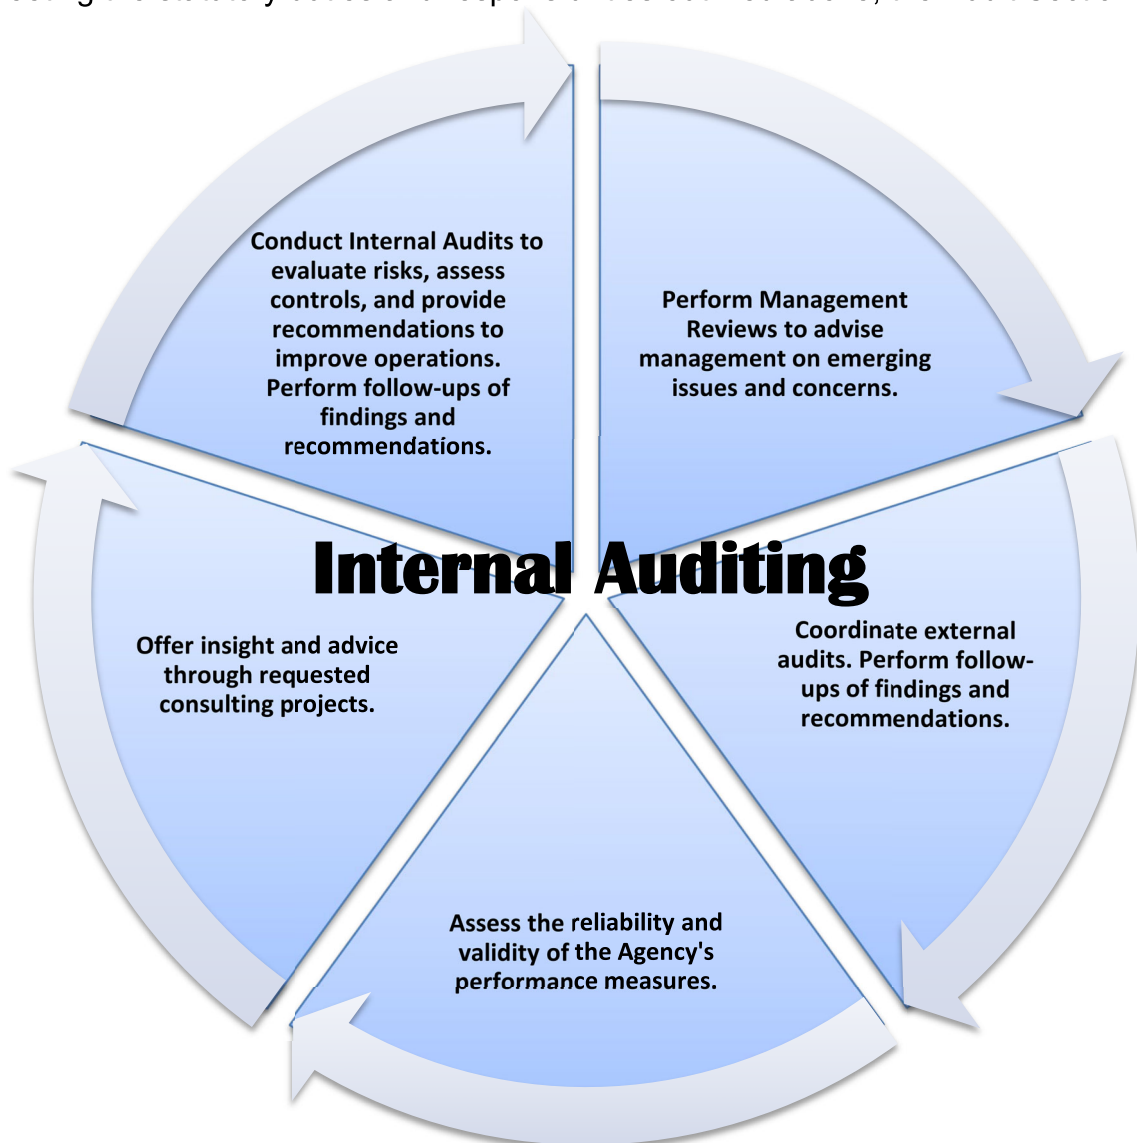 Conduct Internal Audits to
evaluate risks, assess
controls, and provide
recommendations to
improve operations.
Perform follow-ups of
findings and
recommendations.
Perform Management
Reviews to advise
management on emerging
issues and concerns.
Internal Auditing
Offer insight and advice
through requested
consulting projects.
Coordinate external
audits. Perform follow-
ups of findings and
recommendations.
Assess the reliability and
validity of the Agency's
performance measures.